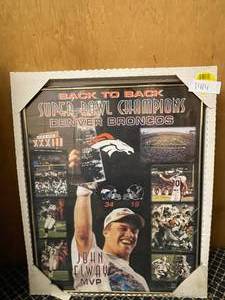 BACK TO BACK
SUPER BOWL CHAMPIONS
DENVER BRONCOS
XXXIII
34 19
JOHN
ELWAY
MVP